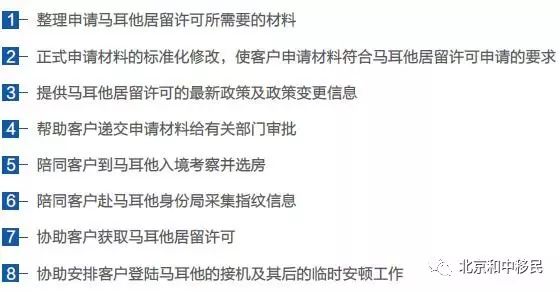 1 整理申请马耳他居留许可所需要的材料
2 正式申请材料的标准化修改，使客户申请材料符合马耳他居留许可申请的要求
3 提供马耳他居留许可的最新政策及政策变更信息
4 帮助客户递交申请材料给有关部门审批
5 陪同客户到马耳他入境考察并选房
6 陪同客户赴马耳他身份局采集指纹信息
7 协助客户获取马耳他居留许可
8 协助安排客户登陆马耳他的接机及其后的临时安顿工作
北京和中移民